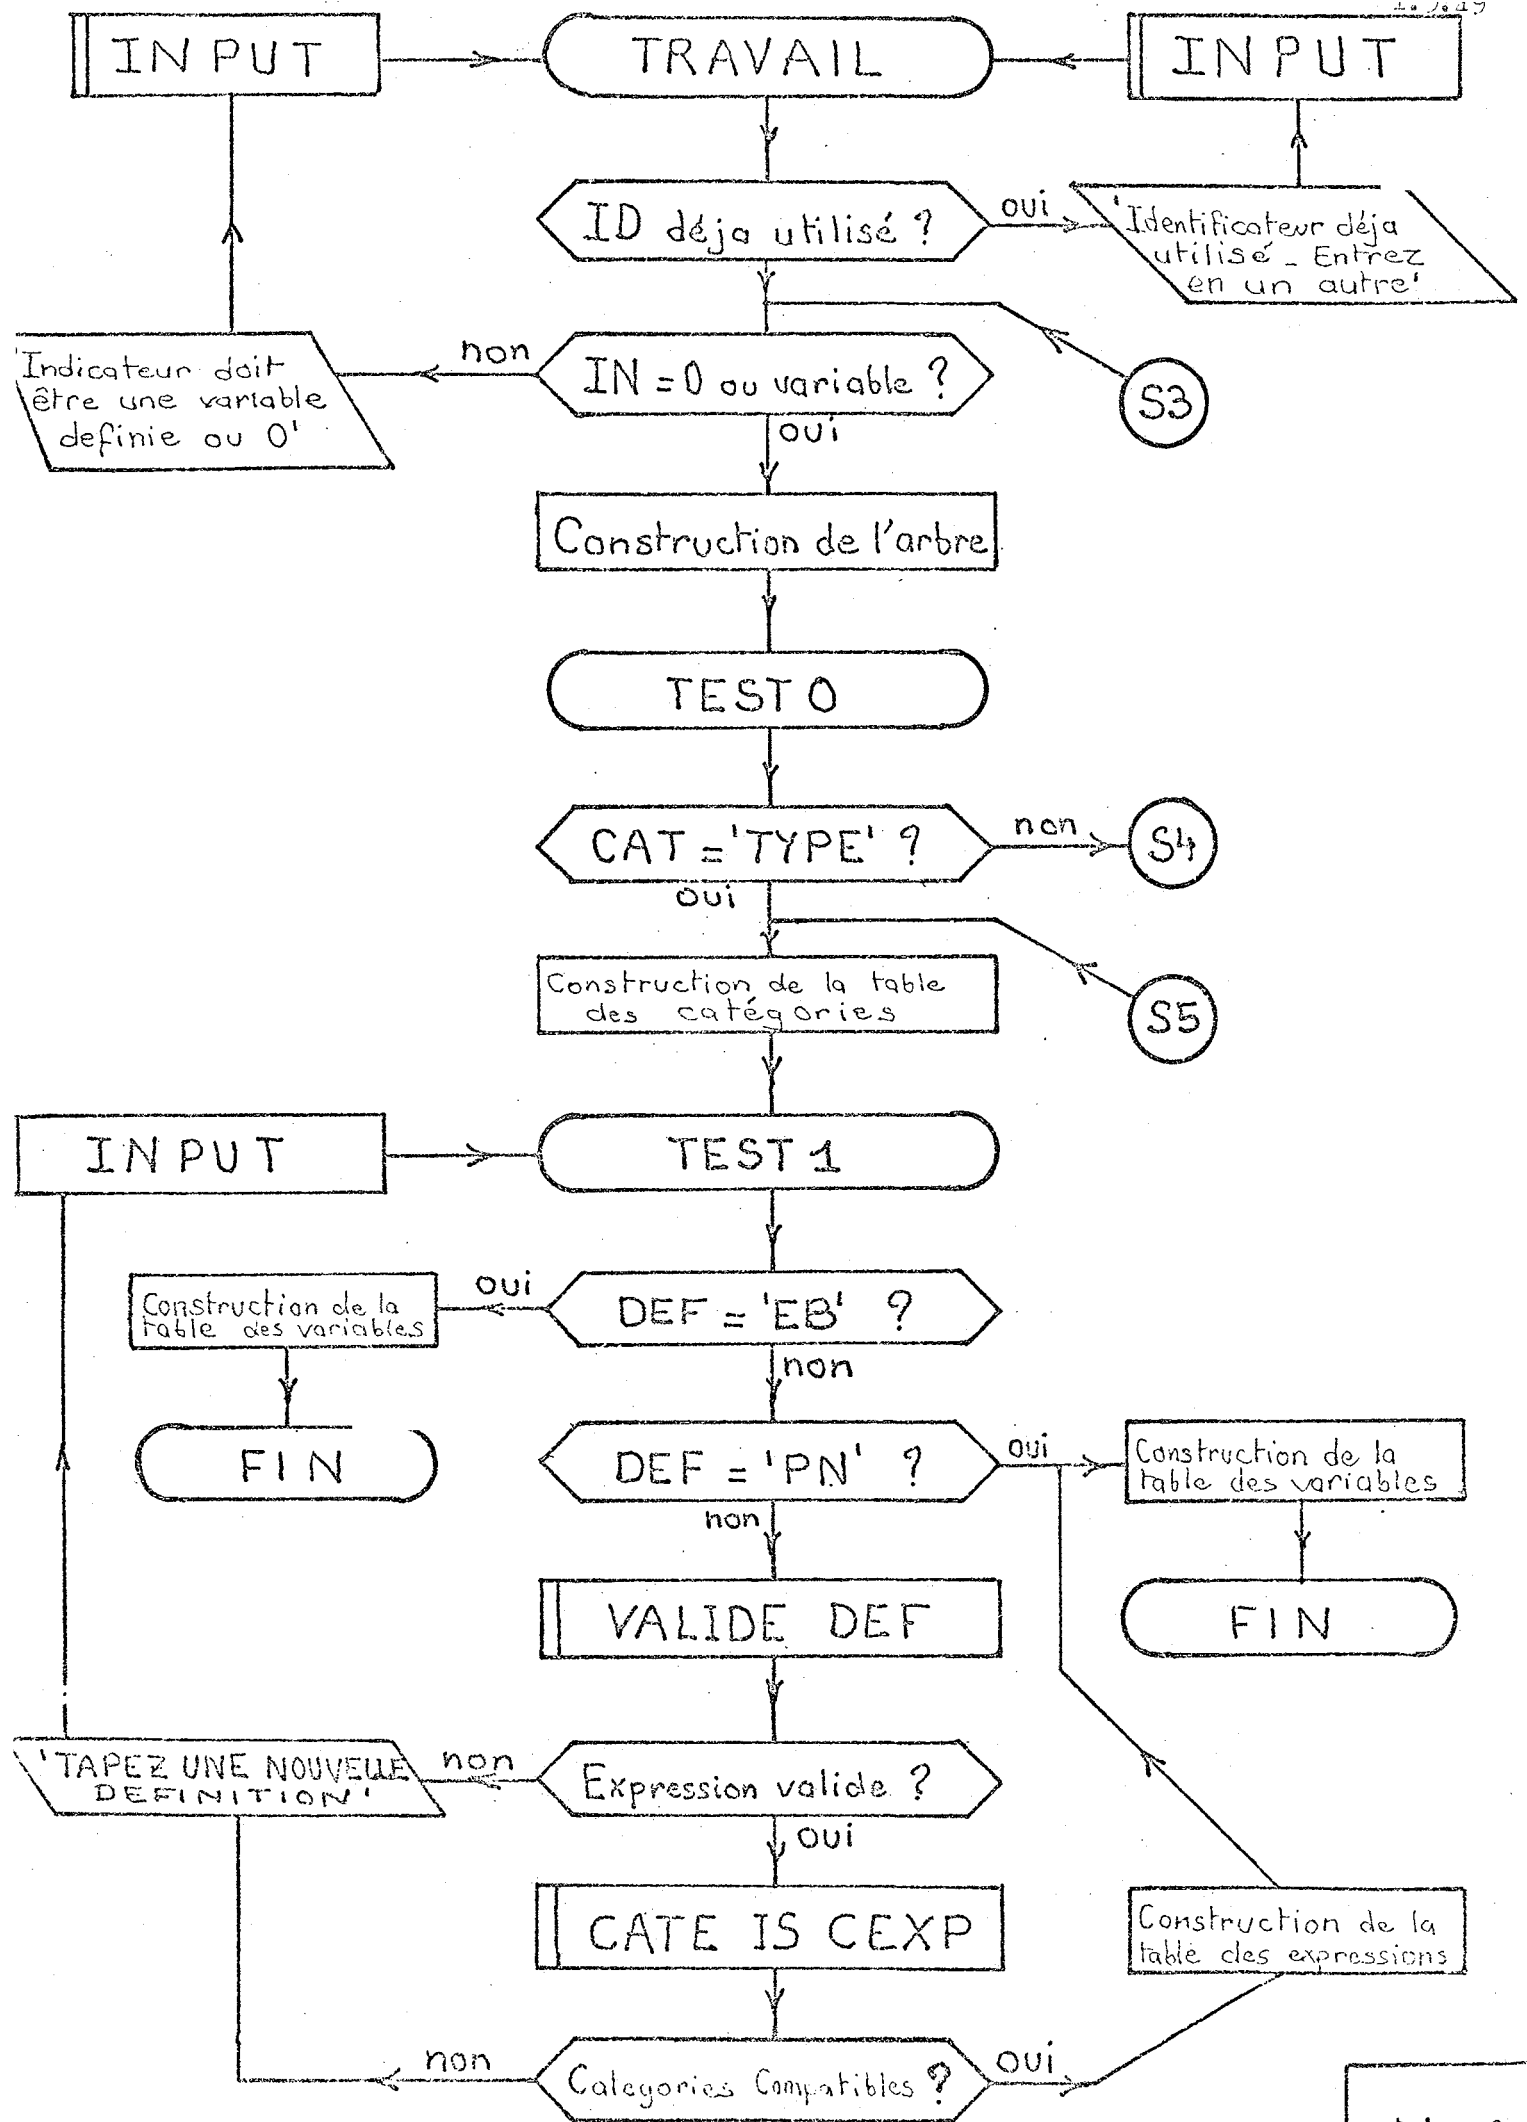 INPUT
TRAVAIL
INPUT
ID déja utilisé ?
oui
'Identificateur déja
utilisé - Entrez
en un autre'
'Indicateur doit
être une variable
definie ou 0'
non
IN = 0 ou variable ?
oui
S3
Construction de l'arbre
TEST 0
CAT = 'TYPE' ?
non
S4
oui
Construction de la table
des catégories
S5
INPUT
TEST 1
Construction de la
table des variables
oui
DEF = 'EB' ?
non
FIN
DEF = 'PN' ?
oui
Construction de la
table des variables
non
VALIDE DEF
FIN
'TAPEZ UNE NOUVELLE
DEFINITION'
non
Expression valide ?
oui
CATE IS CEXP
Construction de la
table des expressions
non
Categories Compatibles ?
oui